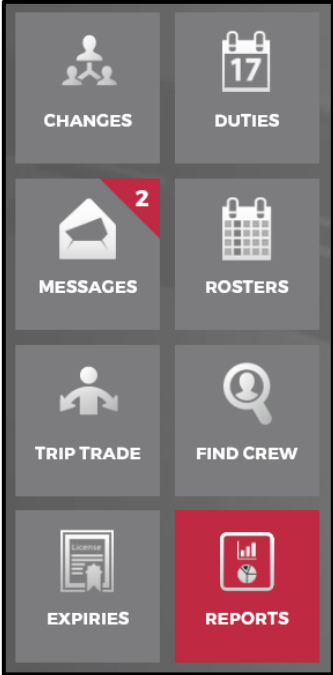 17
CHANGES
DUTIES
2
MESSAGES
ROSTERS
TRIP TRADE
FIND CREW
License
EXPIRIES
REPORTS